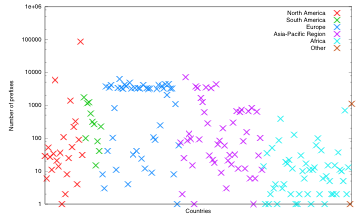 1e+06
North America
South America
Europe
Asia-Pacific Region
Africa
Other
100000
10000
1000
100
10
1
Number of prefixes
Countries